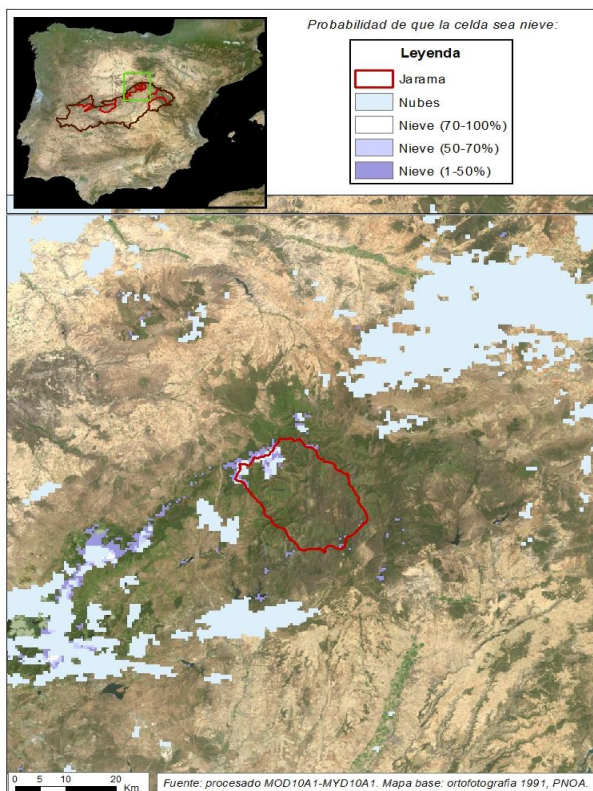 Probabilidad de que la celda sea nieve:
Leyenda
Jarama
Nubes
Nieve (70-100%)
Nieve (50-70%)
Nieve (1-50%)
0 5 10 20
Km
Fuente: procesado MOD10A1-MYD10A1. Mapa base: ortofotografia 1991, PNOA.